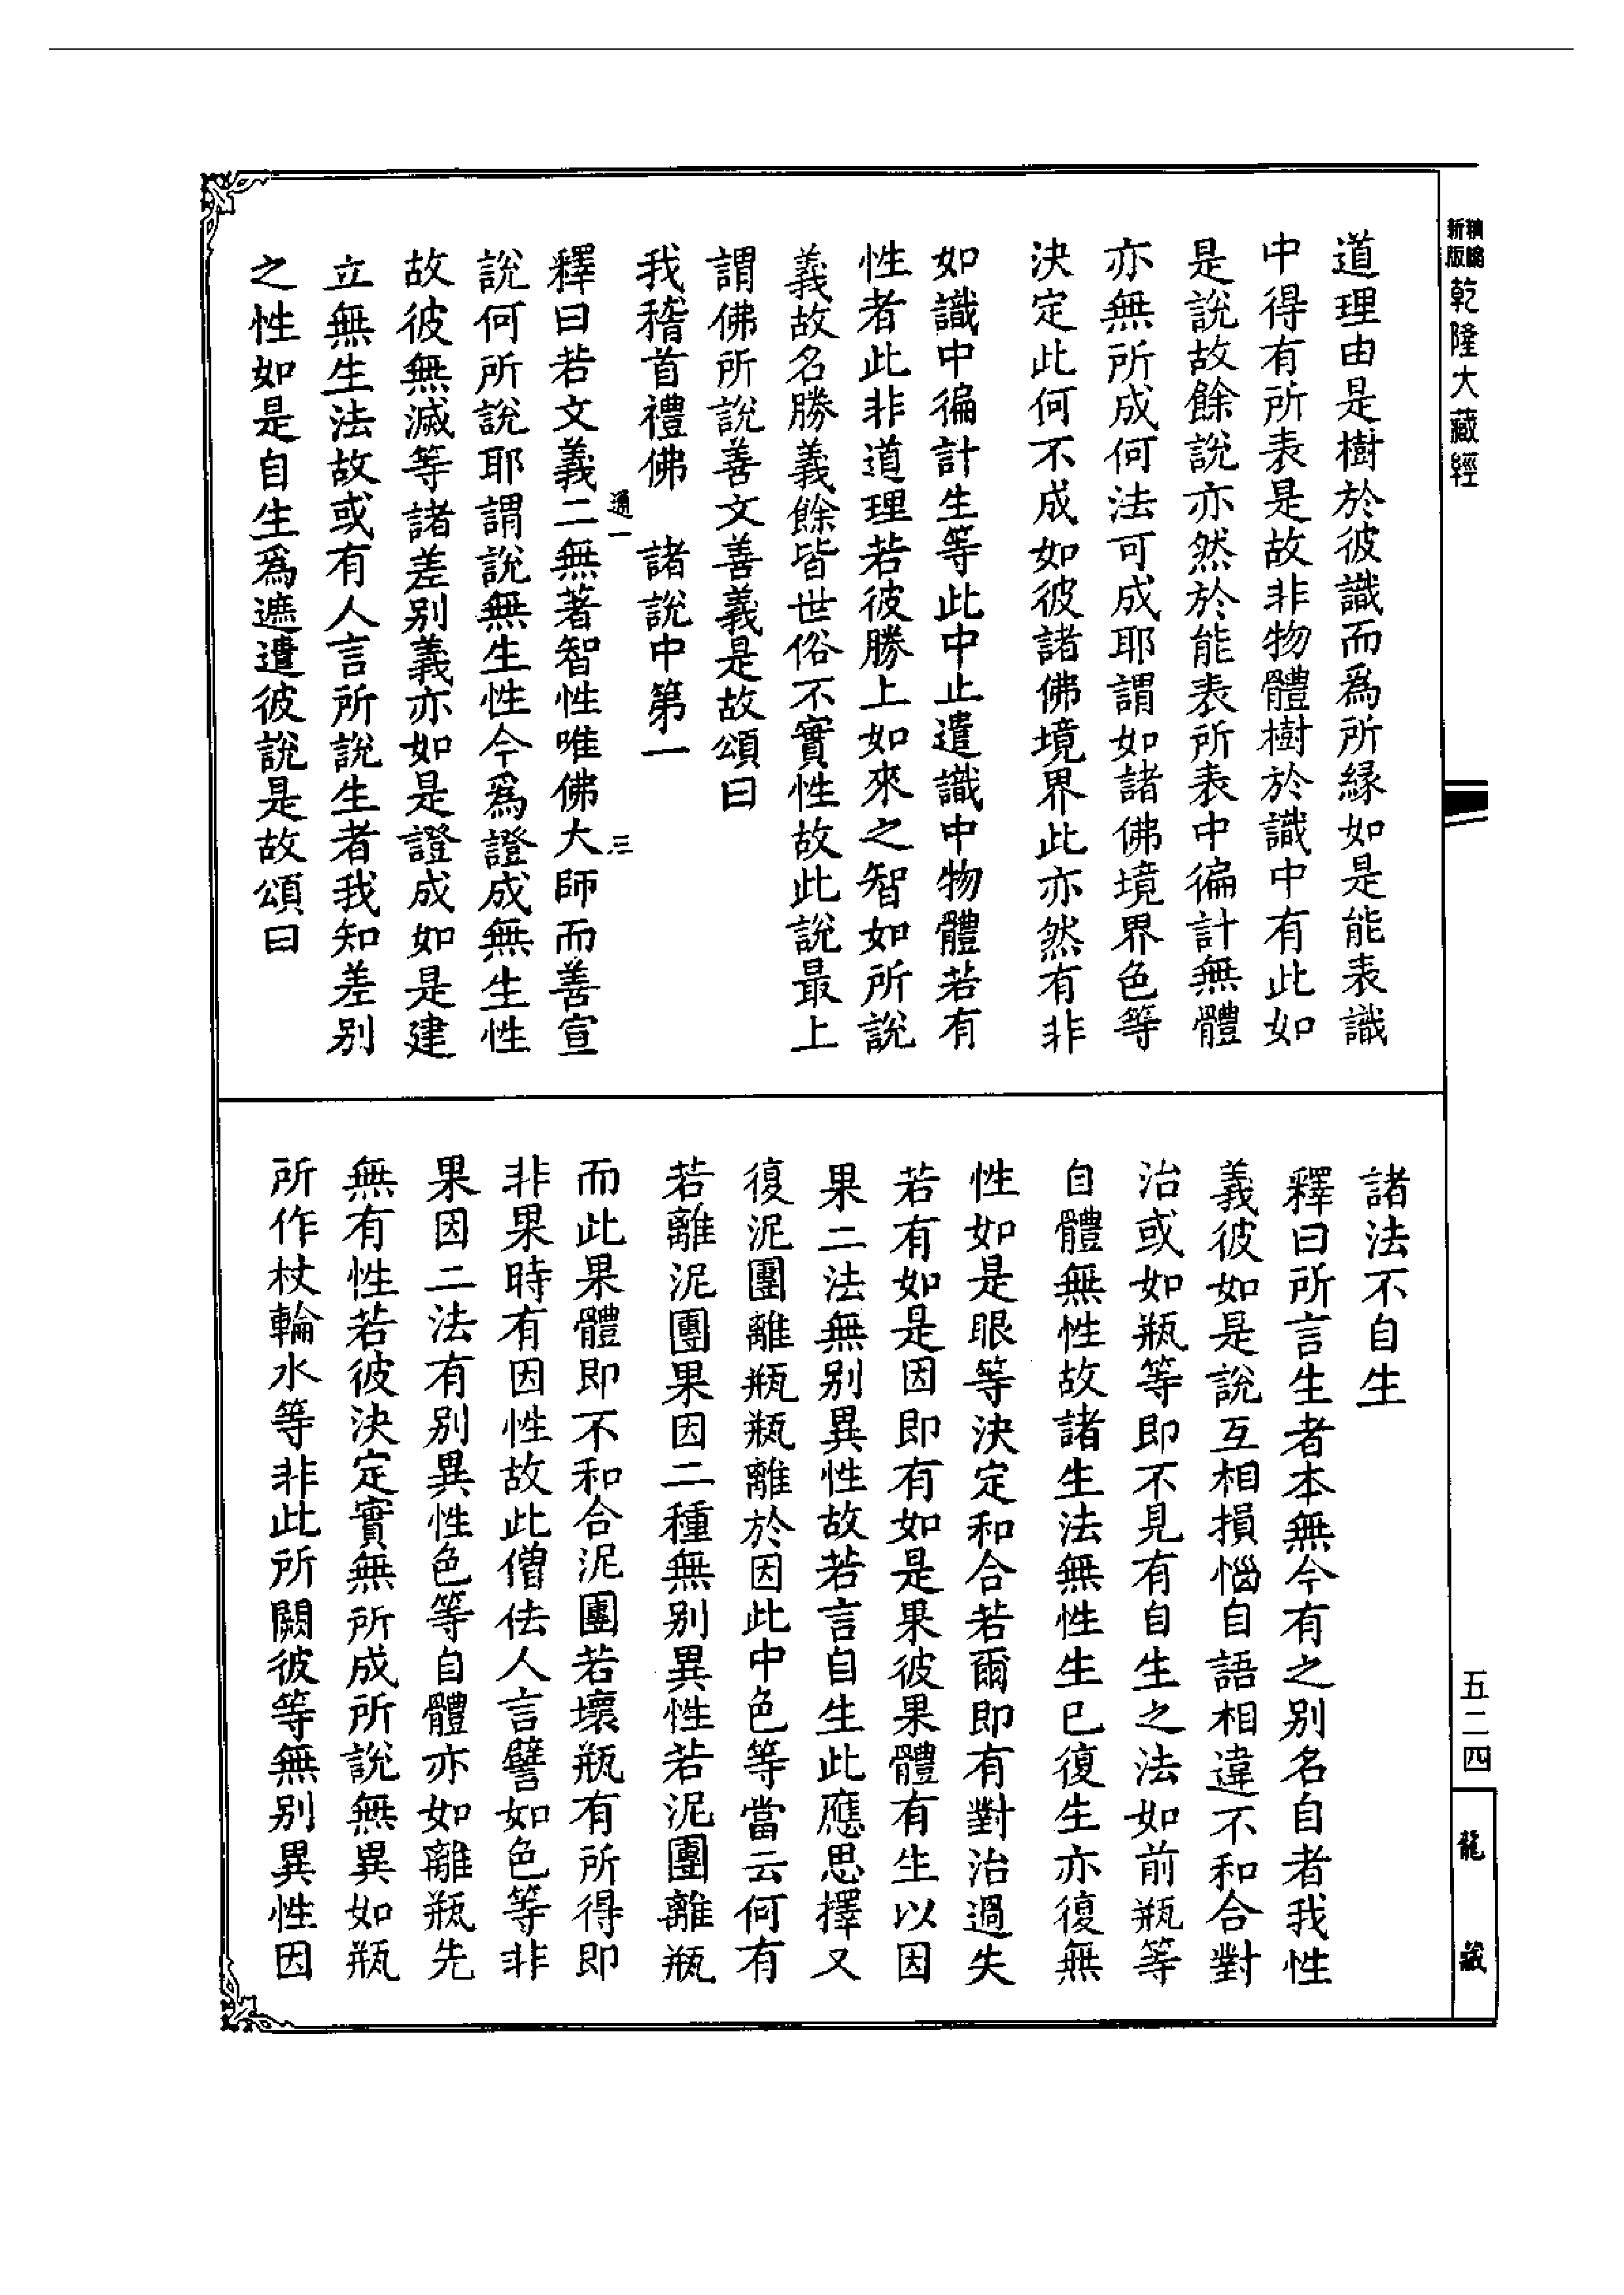 新版精編乾隆大藏經
道理由是樹於彼識而爲所緣如是能表識
中得有所表是故非物體樹於識中有此如
是說故餘說亦然於能表所表中徧計無體
亦無所成何法可成耶謂如諸佛境界色等
決定此何不成如彼諸佛境界此亦然有非
如識中徧計生等此中止遣識中物體若有
性者此非道理若彼勝上如來之智如所說
義故名勝義餘皆世俗不實性故此說最上
謂佛所說善文善義是故頌曰
我稽首禮佛　諸說中第一
通一　三
釋曰若文義二無著智性唯佛大師而善宣
說何所說耶謂說無生性今爲證成無生性
故彼無滅等諸差别義亦如是證成如是建
立無生法故或有人言所說生者我知差别
之性如是自生爲遮遣彼說是故頌曰
諸法不自生
釋曰所言生者本無今有之别名自者我性
義彼如是說互相損惱自語相違不和合對
治或如瓶等即不見有自生之法如前瓶等
自體無性故諸生法無性生已復生亦復無
性如是眼等決定和合若爾即有對治過失
若有如是因即有如是果彼果體有生以因
果二法無别異性故若言自生此應思擇又
復泥團離瓶瓶離於因此中色等當云何有
若離泥團果因二種無别異性若泥團離瓶
而此果體即不和合泥團若壞瓶有所得即
非果時有因性故此僧佉人言譬如色等非
果因二法有别異性色等自體亦如離瓶先
無有性若彼決定實無所成所說無異如瓶
所作杖輪水等非此所闕彼等無别異性因
五二四
龍藏